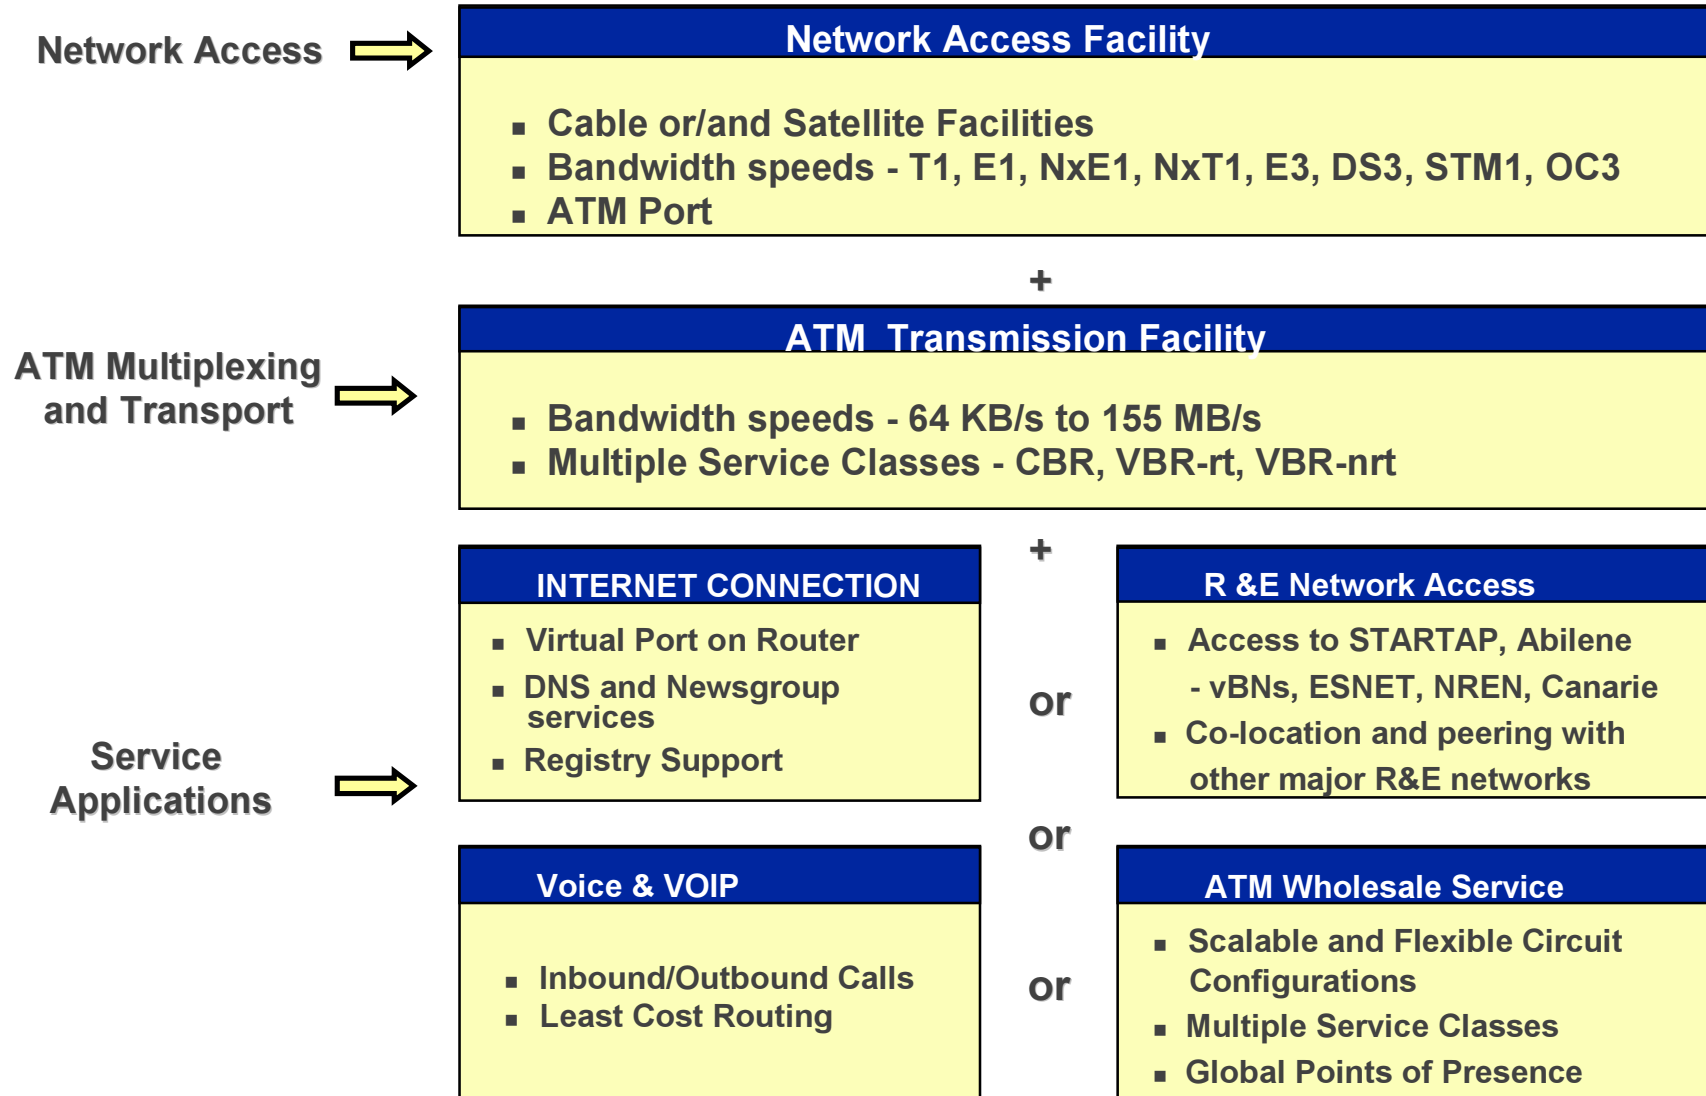 Network Access
Network Access Facility
Cable or/and Satellite Facilities
Bandwidth speeds - T1, E1, NxE1, NxT1, E3, DS3, STM1, OC3
ATM Port
+
ATM Multiplexing
and Transport
ATM Transmission Facility
Bandwidth speeds - 64 KB/s to 155 MB/s
Multiple Service Classes - CBR, VBR-rt, VBR-nrt
+
Service
Applications
INTERNET CONNECTION
Virtual Port on Router
DNS and Newsgroup
services
Registry Support
or
R &E Network Access
Access to STARTAP, Abilene
- vBNs, ESNET, NREN, Canarie
Co-location and peering with
other major R&E networks
or
Voice & VOIP
Inbound/Outbound Calls
Least Cost Routing
or
ATM Wholesale Service
Scalable and Flexible Circuit
Configurations
Multiple Service Classes
Global Points of Presence